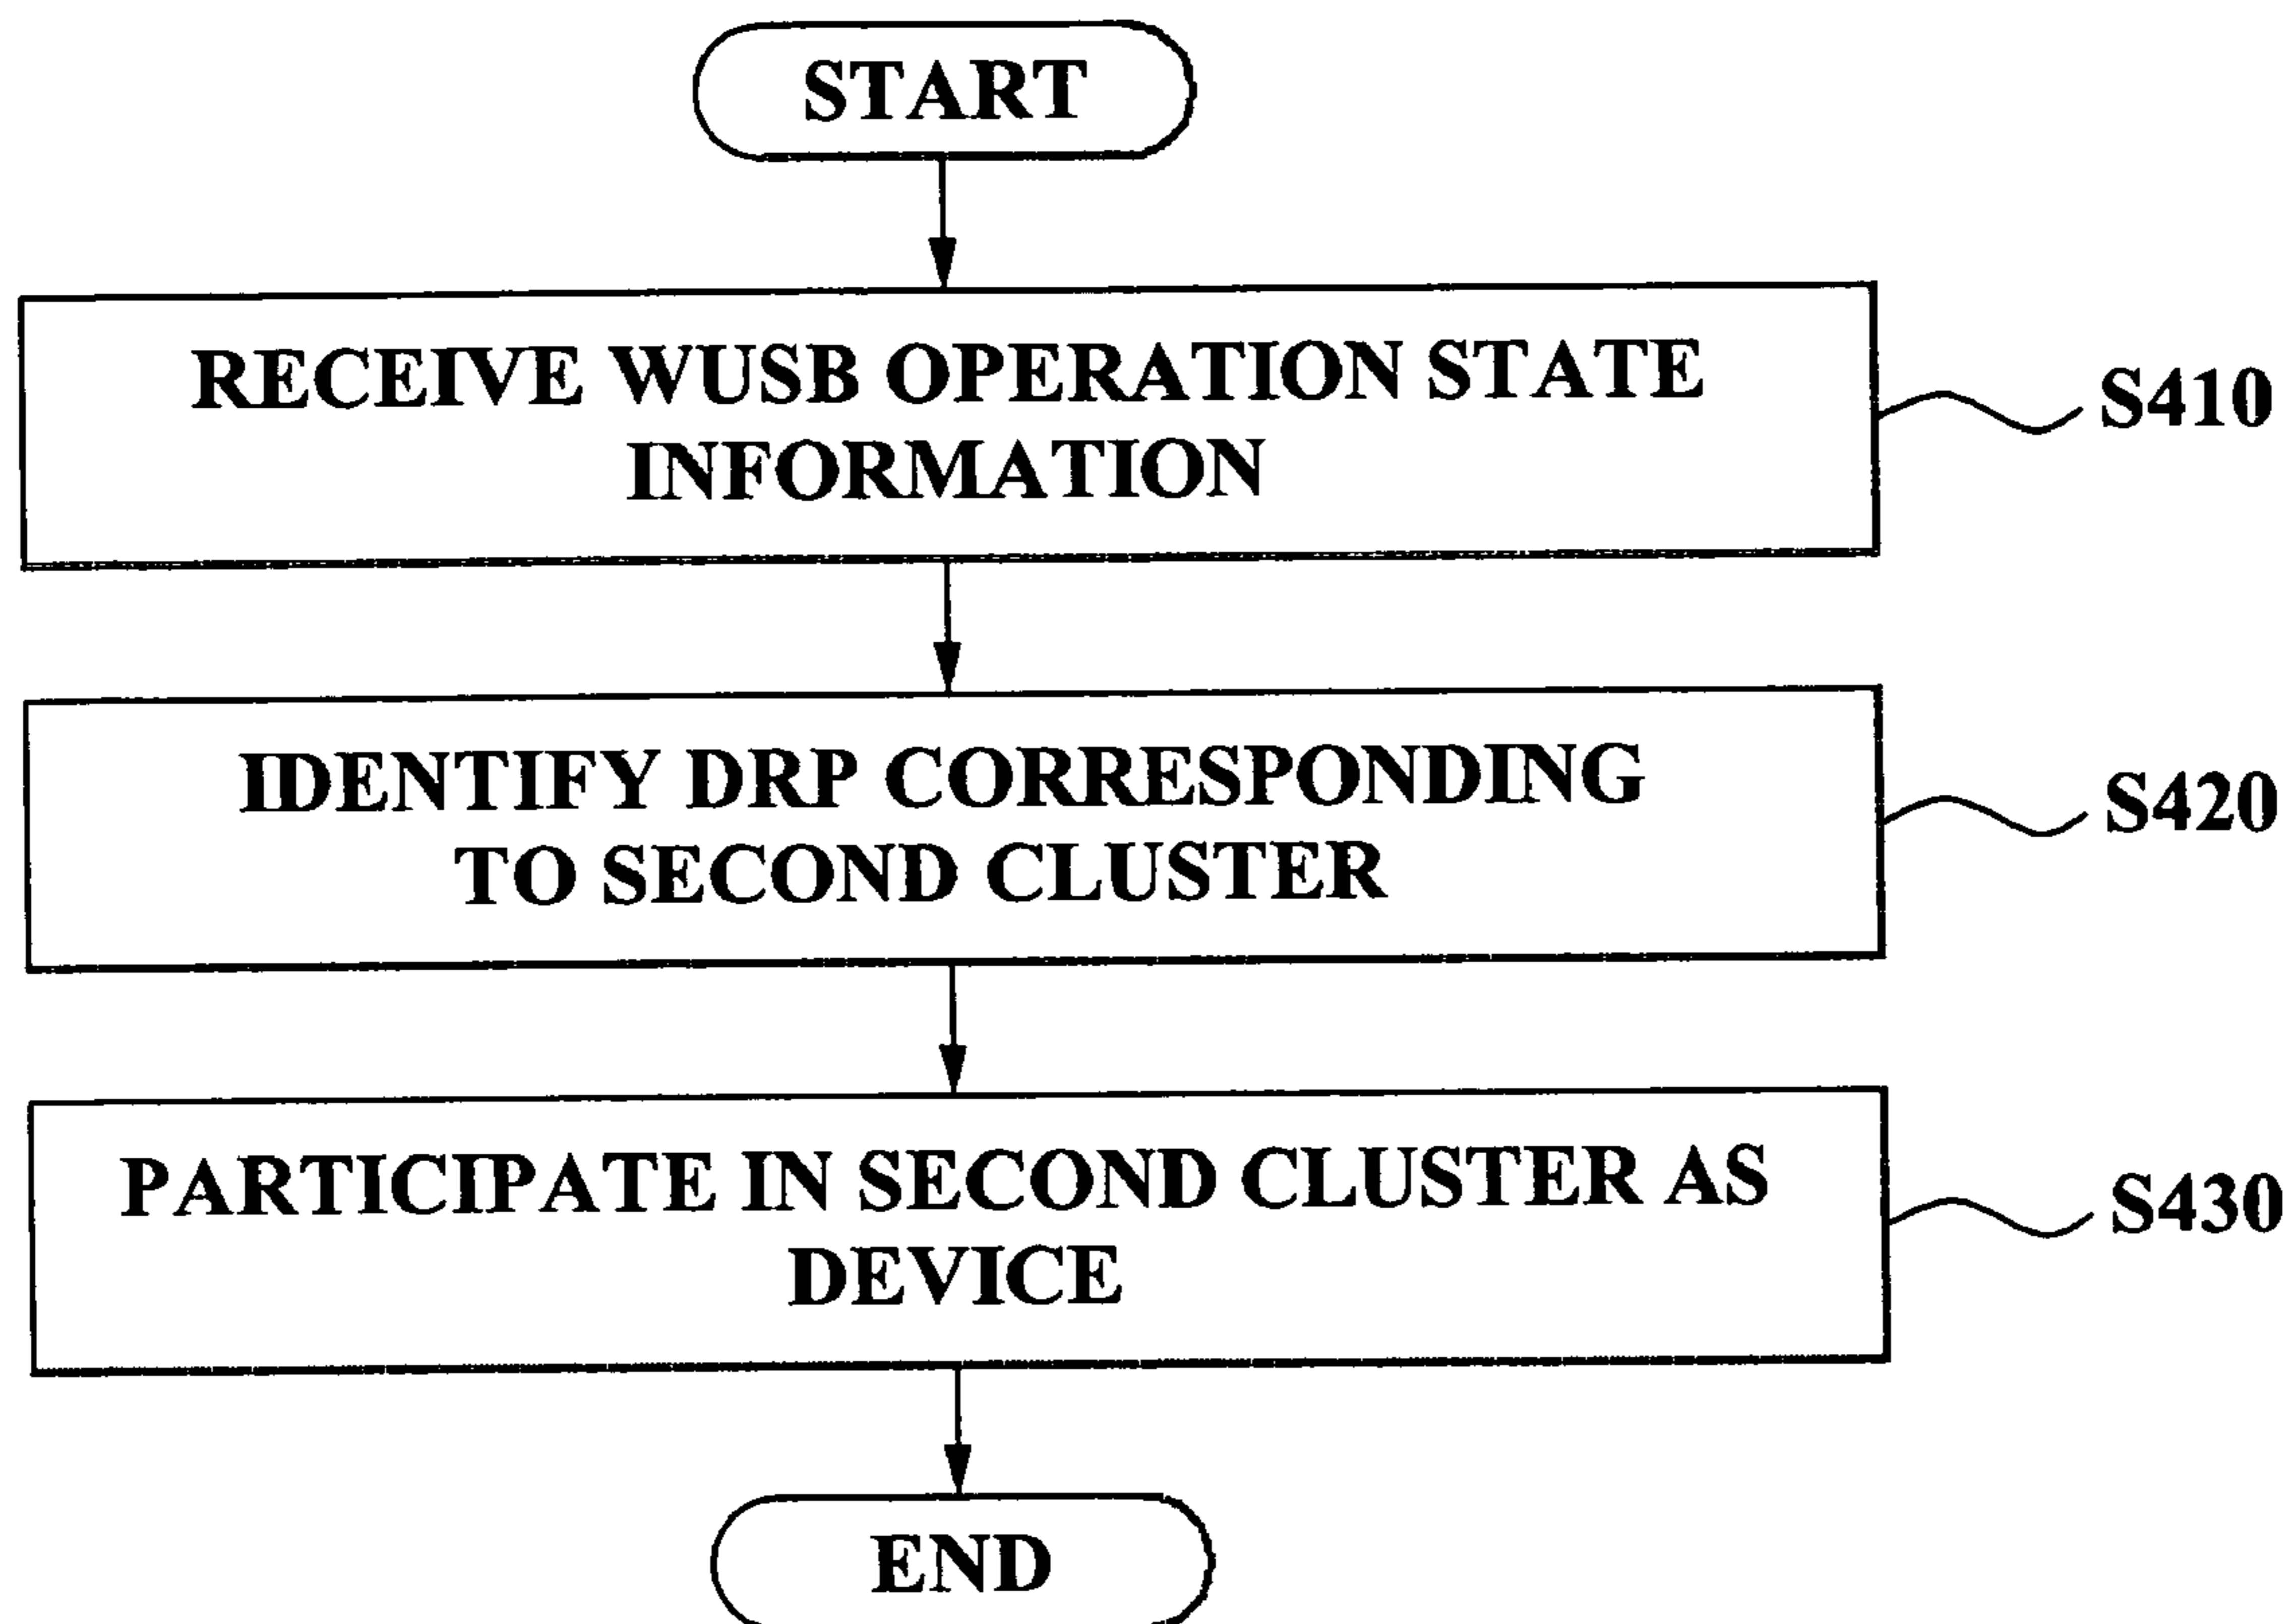 START
RECEIVE WUSB OPERATION STATE
INFORMATION
S410
IDENTIFY DRP CORRESPONDING
TO SECOND CLUSTER
S420
PARTICIPATE IN SECOND CLUSTER AS
DEVICE
S430
END